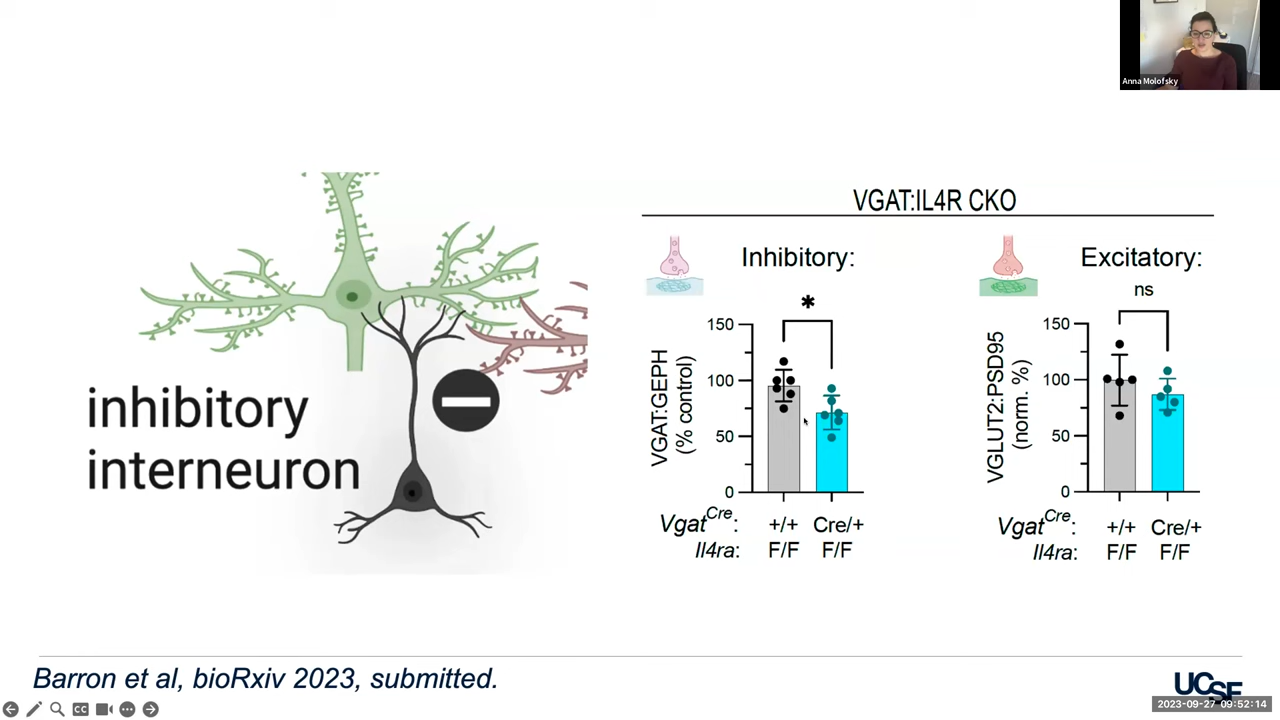 Anna Molofsky
VGAT:IL4R CKO
Inhibitory:
*
150
100
50
0
VGAT:GEPH
(% control)
Vgat^Cre: +/+ Cre/+
Il4ra: F/F F/F
Excitatory:
ns
150
100
50
0
VGLUT2:PSD95
(norm. %)
Vgat^Cre: +/+ Cre/+
Il4ra: F/F F/F
inhibitory
interneuron
Barron et al, bioRxiv 2023, submitted.
UCSF
CC
2023-09-27 09:52:14